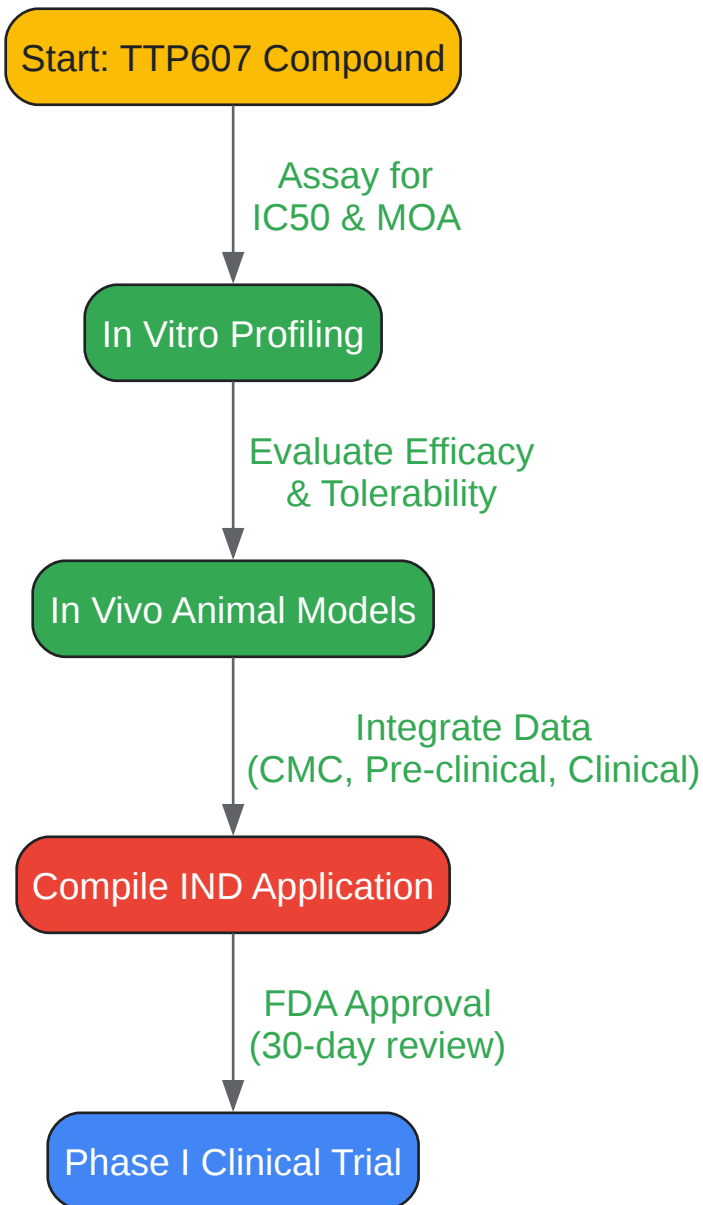 Start: TTP607 Compound
Assay for
IC50 & MOA
In Vitro Profiling
Evaluate Efficacy
& Tolerability
In Vivo Animal Models
Integrate Data
(CMC, Pre-clinical, Clinical)
Compile IND Application
FDA Approval
(30-day review)
Phase I Clinical Trial